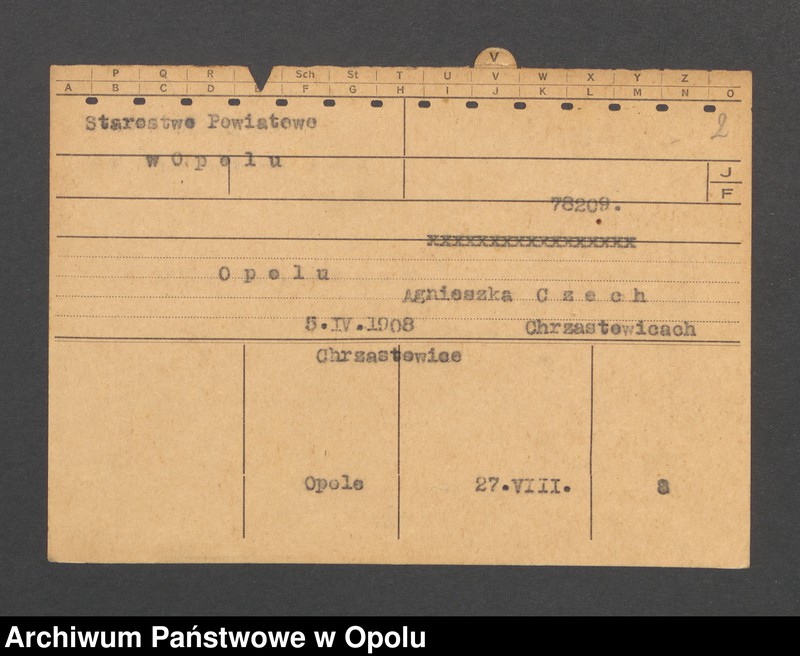 V
P Q R Sch St T U V W X Y Z
A B C D E F G H I J K L M N O
Starostwo Powiatowe
2
w Opolu
J
F
78209.
xxxxxxxxxxxxxxxxx
Opolu
Agnieszka Czech
5.IV.1908 Chrzastowicach
Chrzastowice
Opole 27.VIII. 8
Archiwum Państwowe w Opolu